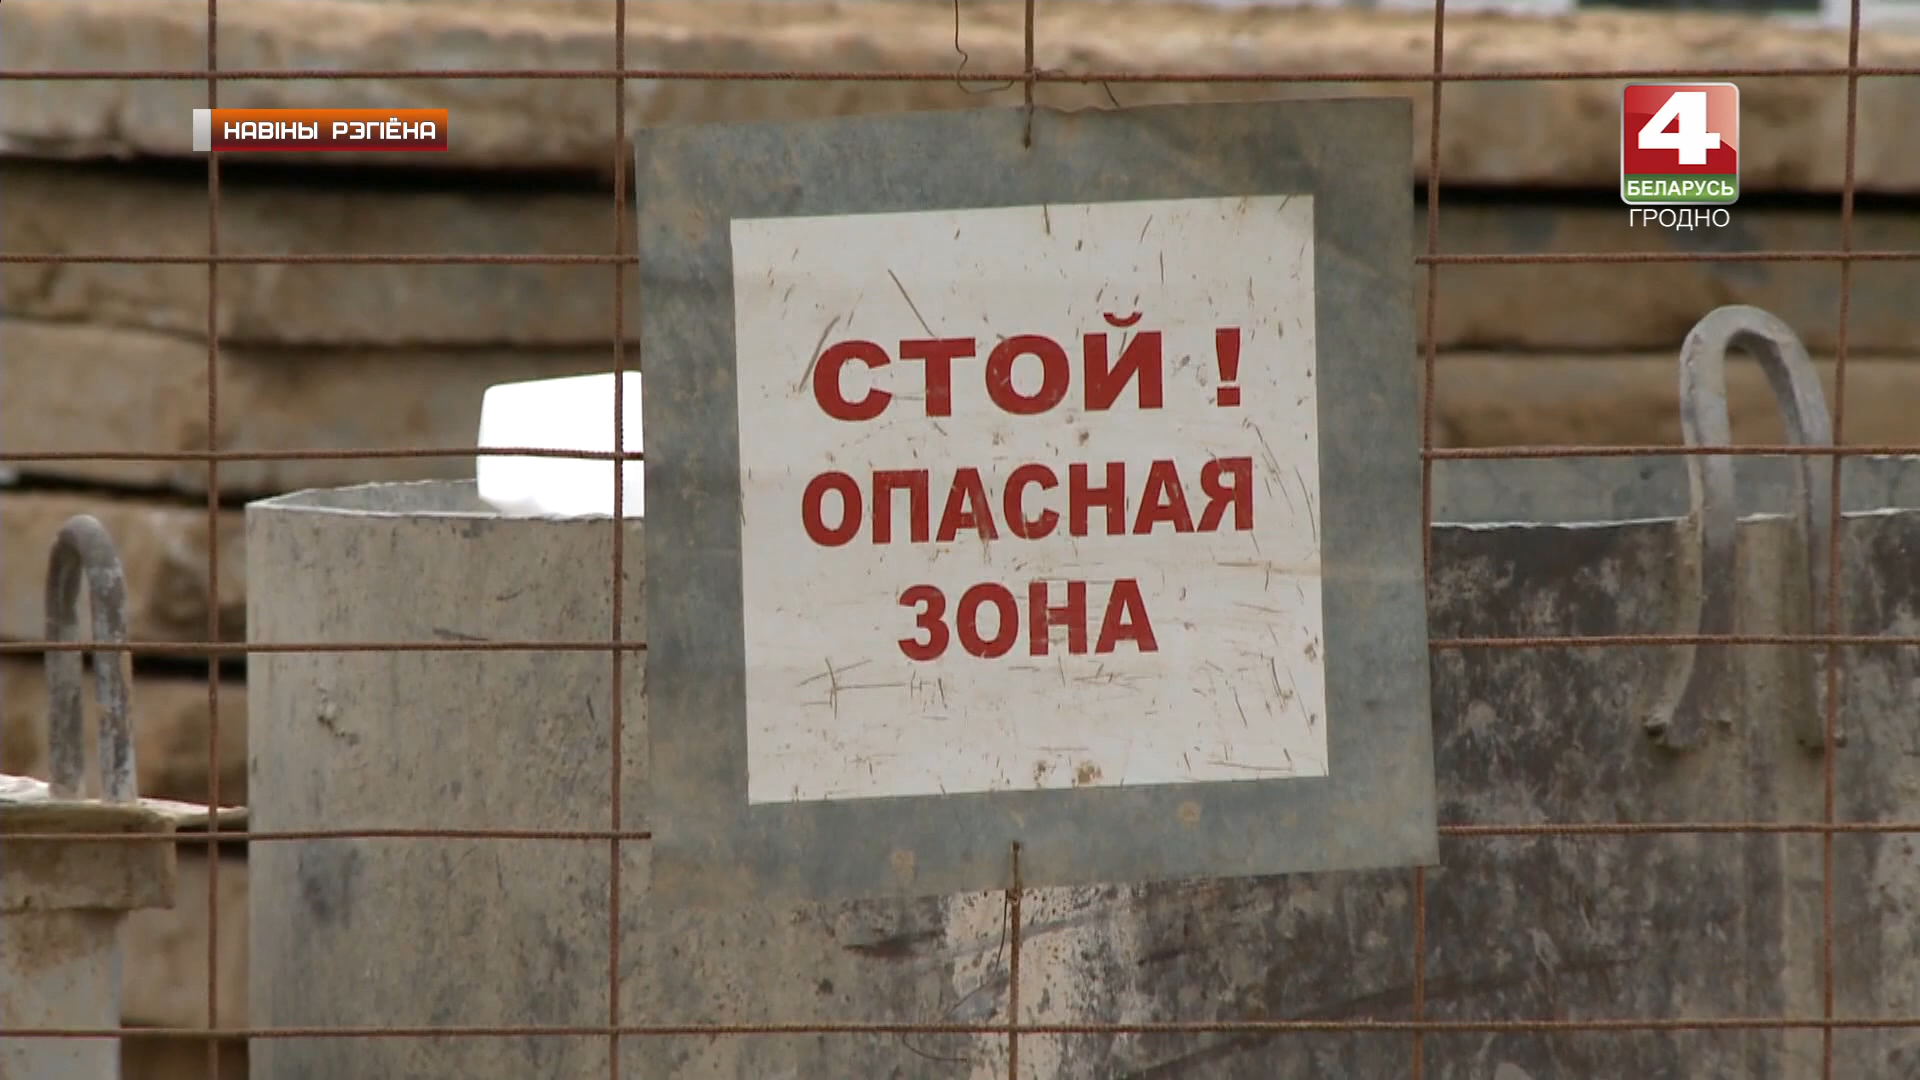 НАВІНЫ РЭГІЁНА
4
БЕЛАРУСЬ
ГРОДНО
СТОЙ !
ОПАСНАЯ
ЗОНА